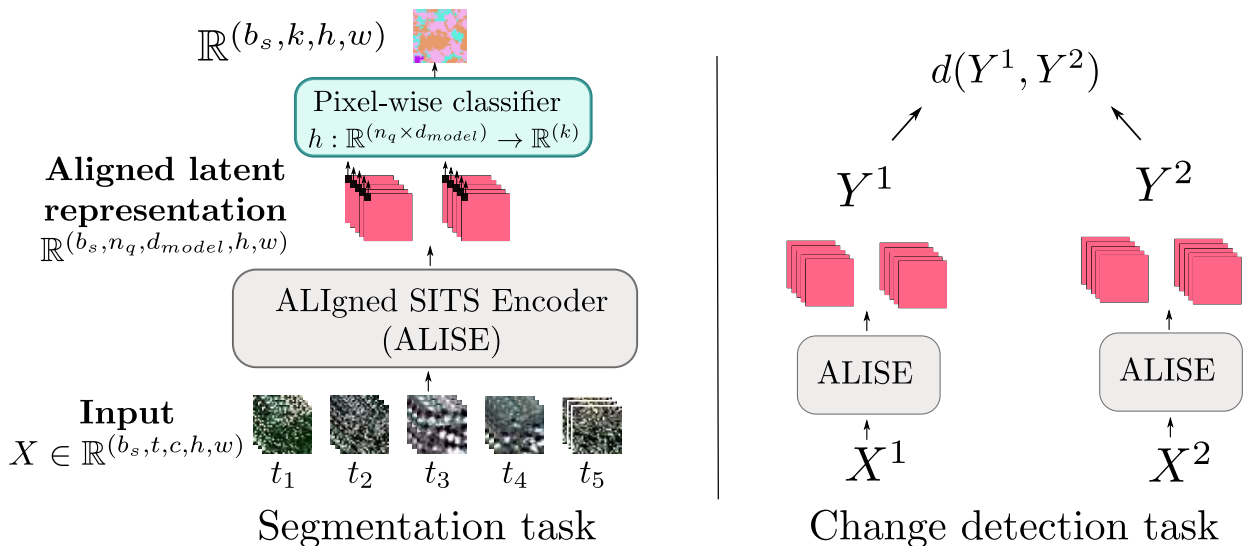 ℝ^(b_s,k,h,w)
Pixel-wise classifier
h : ℝ^(n_q×d_model) → ℝ^(k)
Aligned latent
representation
ℝ^(b_s,n_q,d_model,h,w)
ALIgned SITS Encoder
(ALISE)
Input
X ∈ ℝ^(b_s,t,c,h,w)
t_1 t_2 t_3 t_4 t_5
Segmentation task
d(Y^1, Y^2)
Y^1 Y^2
ALISE ALISE
X^1 X^2
Change detection task